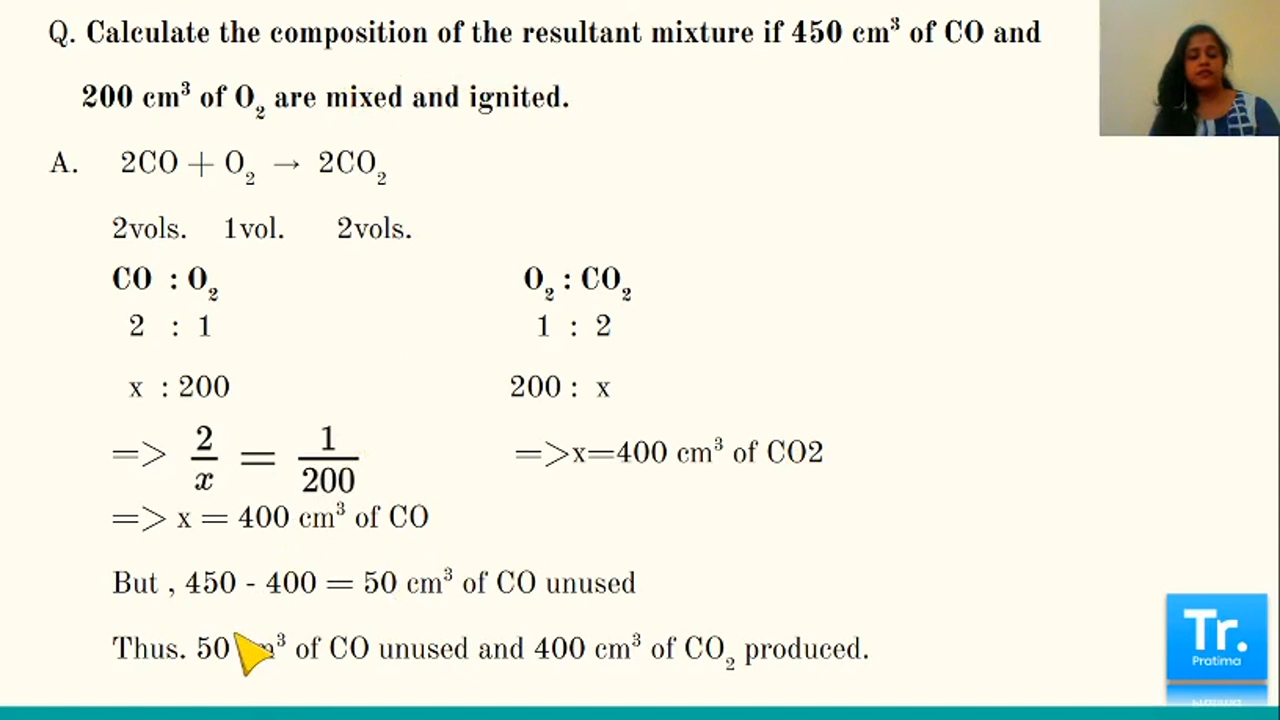 Q. Calculate the composition of the resultant mixture if 450 cm³ of CO and
200 cm³ of O₂ are mixed and ignited.
A. 2CO + O₂ → 2CO₂
2vols. 1vol. 2vols.
CO : O₂ O₂ : CO₂
2 : 1 1 : 2
x : 200 200 : x
=> 2/x = 1/200 =>x=400 cm³ of CO2
=> x = 400 cm³ of CO
But , 450 - 400 = 50 cm³ of CO unused
Thus. 50 m³ of CO unused and 400 cm³ of CO₂ produced.
Tr.
Pratima